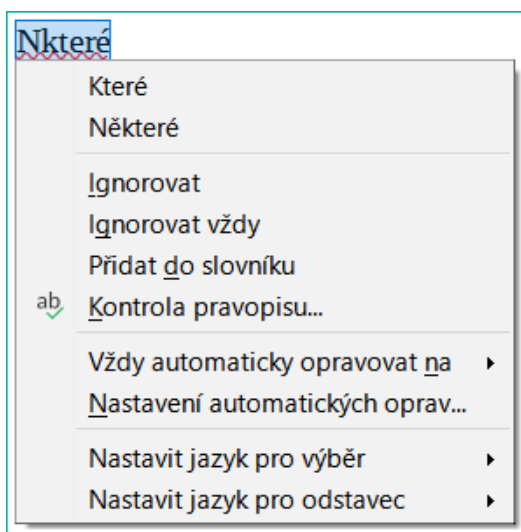 Nkteré
Které
Některé
Ignorovat
Ignorovat vždy
Přidat do slovníku
ab
Kontrola pravopisu...
Vždy automaticky opravovat na
Nastavení automatických oprav...
Nastavit jazyk pro výběr
Nastavit jazyk pro odstavec